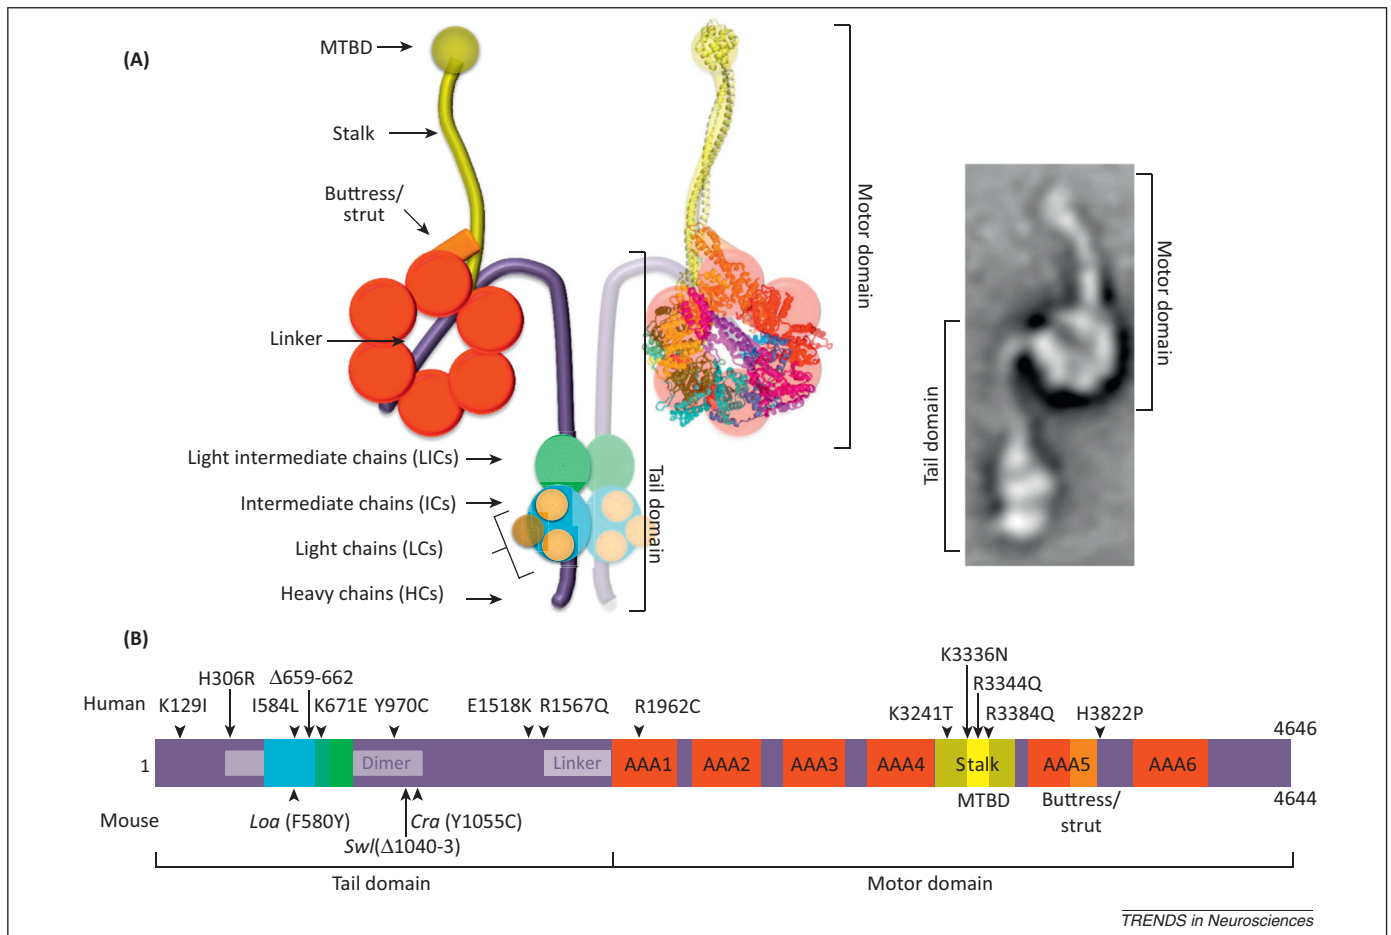 (A)
MTBD
Stalk
Buttress/
strut
Linker
Light intermediate chains (LICs)
Intermediate chains (ICs)
Light chains (LCs)
Heavy chains (HCs)
Tail domain
Motor domain
Tail domain
Motor domain
(B)
K3336N
H306R Δ659-662 R3344Q
Human K129I I584L K671E Y970C E1518K R1567Q R1962C K3241T R3384Q H3822P
4646
1 Dimer Linker AAA1 AAA2 AAA3 AAA4 Stalk AAA5 AAA6
MTBD Buttress/ 4644
strut
Mouse Loa (F580Y) Cra (Y1055C)
Swl(Δ1040-3)
Tail domain Motor domain
TRENDS in Neurosciences